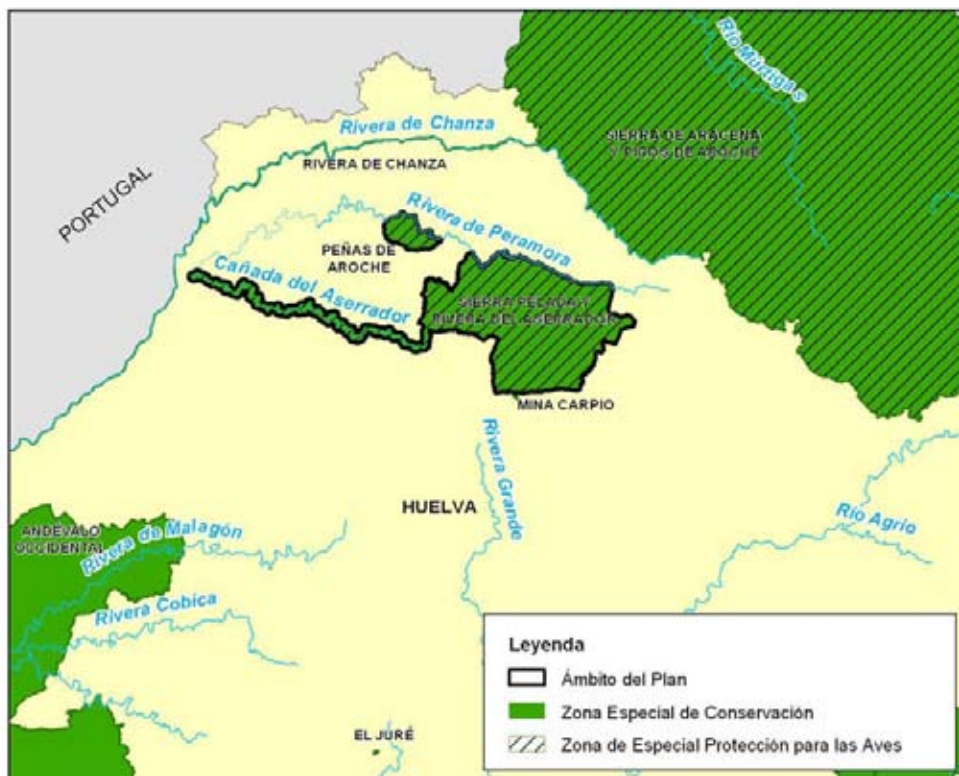 Río Múrtigas
Rivera de Chanza
SIERRA DE ARACENA
Y PICOS DE AROCHE
RIVERA DE CHANZA
PORTUGAL
Rivera de Peramora
PEÑAS DE
AROCHE
Cañada del Aserrador
SIERRA PELADA Y
RIVERA DEL ASERRADOR
MINA CARPIO
Rivera Grande
HUELVA
Río Agrio
ANDÉVALO
OCCIDENTAL
Rivera de Malagón
Rivera Cobica
EL JURÉ
Leyenda
Ámbito del Plan
Zona Especial de Conservación
Zona de Especial Protección para las Aves